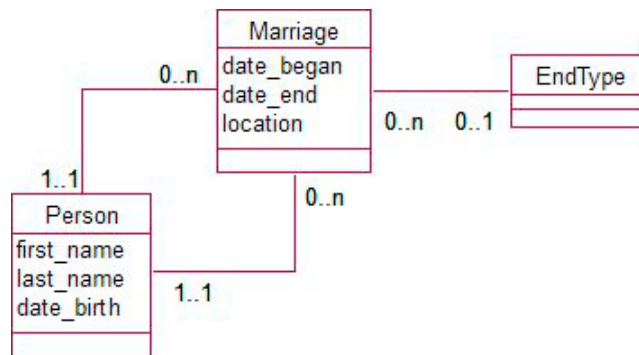 Marriage
date_began
date_end
location
EndType
0..n
0..n
0..1
1..1
0..n
Person
first_name
last_name
date_birth
1..1